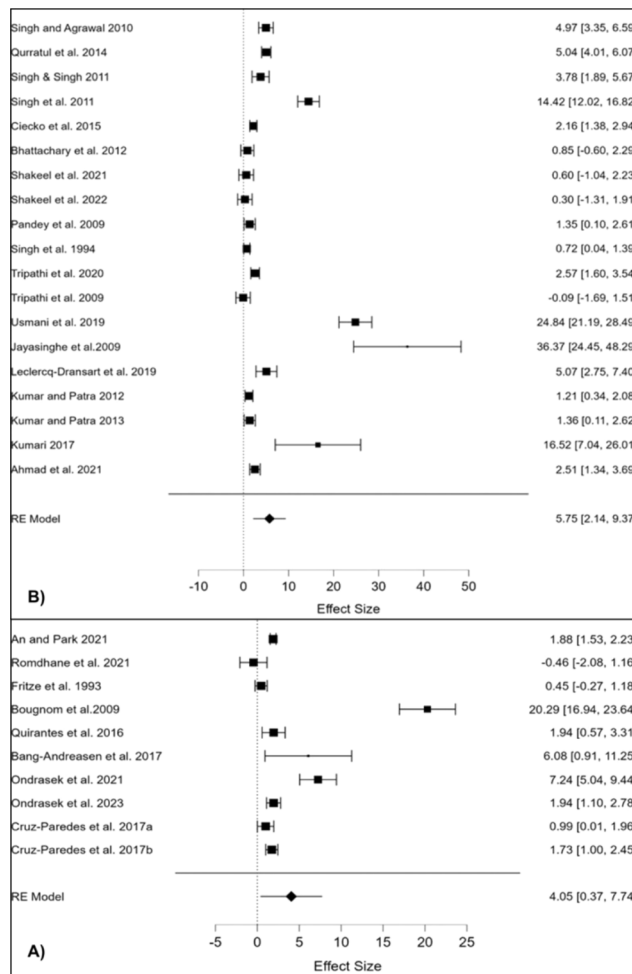 Singh and Agrawal 2010 4.97 [3.35, 6.59
Qurratul et al. 2014 5.04 [4.01, 6.07
Singh & Singh 2011 3.78 [1.89, 5.67
Singh et al. 2011 14.42 [12.02, 16.82
Ciecko et al. 2015 2.16 [1.38, 2.94
Bhattachary et al. 2012 0.85 [-0.60, 2.29
Shakeel et al. 2021 0.60 [-1.04, 2.23
Shakeel et al. 2022 0.30 [-1.31, 1.91
Pandey et al. 2009 1.35 [0.10, 2.61
Singh et al. 1994 0.72 [0.04, 1.39
Tripathi et al. 2020 2.57 [1.60, 3.54
Tripathi et al. 2009 -0.09 [-1.69, 1.51
Usmani et al. 2019 24.84 [21.19, 28.49
Jayasinghe et al.2009 36.37 [24.45, 48.29
Leclercq-Dransart et al. 2019 5.07 [2.75, 7.40
Kumar and Patra 2012 1.21 [0.34, 2.08
Kumar and Patra 2013 1.36 [0.11, 2.62
Kumari 2017 16.52 [7.04, 26.01
Ahmad et al. 2021 2.51 [1.34, 3.69
RE Model 5.75 [2.14, 9.37
-10 0 10 20 30 40 50
B) Effect Size
An and Park 2021 1.88 [1.53, 2.23
Romdhane et al. 2021 -0.46 [-2.08, 1.16
Fritze et al. 1993 0.45 [-0.27, 1.18
Bougnom et al.2009 20.29 [16.94, 23.64
Quirantes et al. 2016 1.94 [0.57, 3.31
Bang-Andreasen et al. 2017 6.08 [0.91, 11.25
Ondrasek et al. 2021 7.24 [5.04, 9.44
Ondrasek et al. 2023 1.94 [1.10, 2.78
Cruz-Paredes et al. 2017a 0.99 [0.01, 1.96
Cruz-Paredes et al. 2017b 1.73 [1.00, 2.45
RE Model 4.05 [0.37, 7.74
-5 0 5 10 15 20 25
A) Effect Size